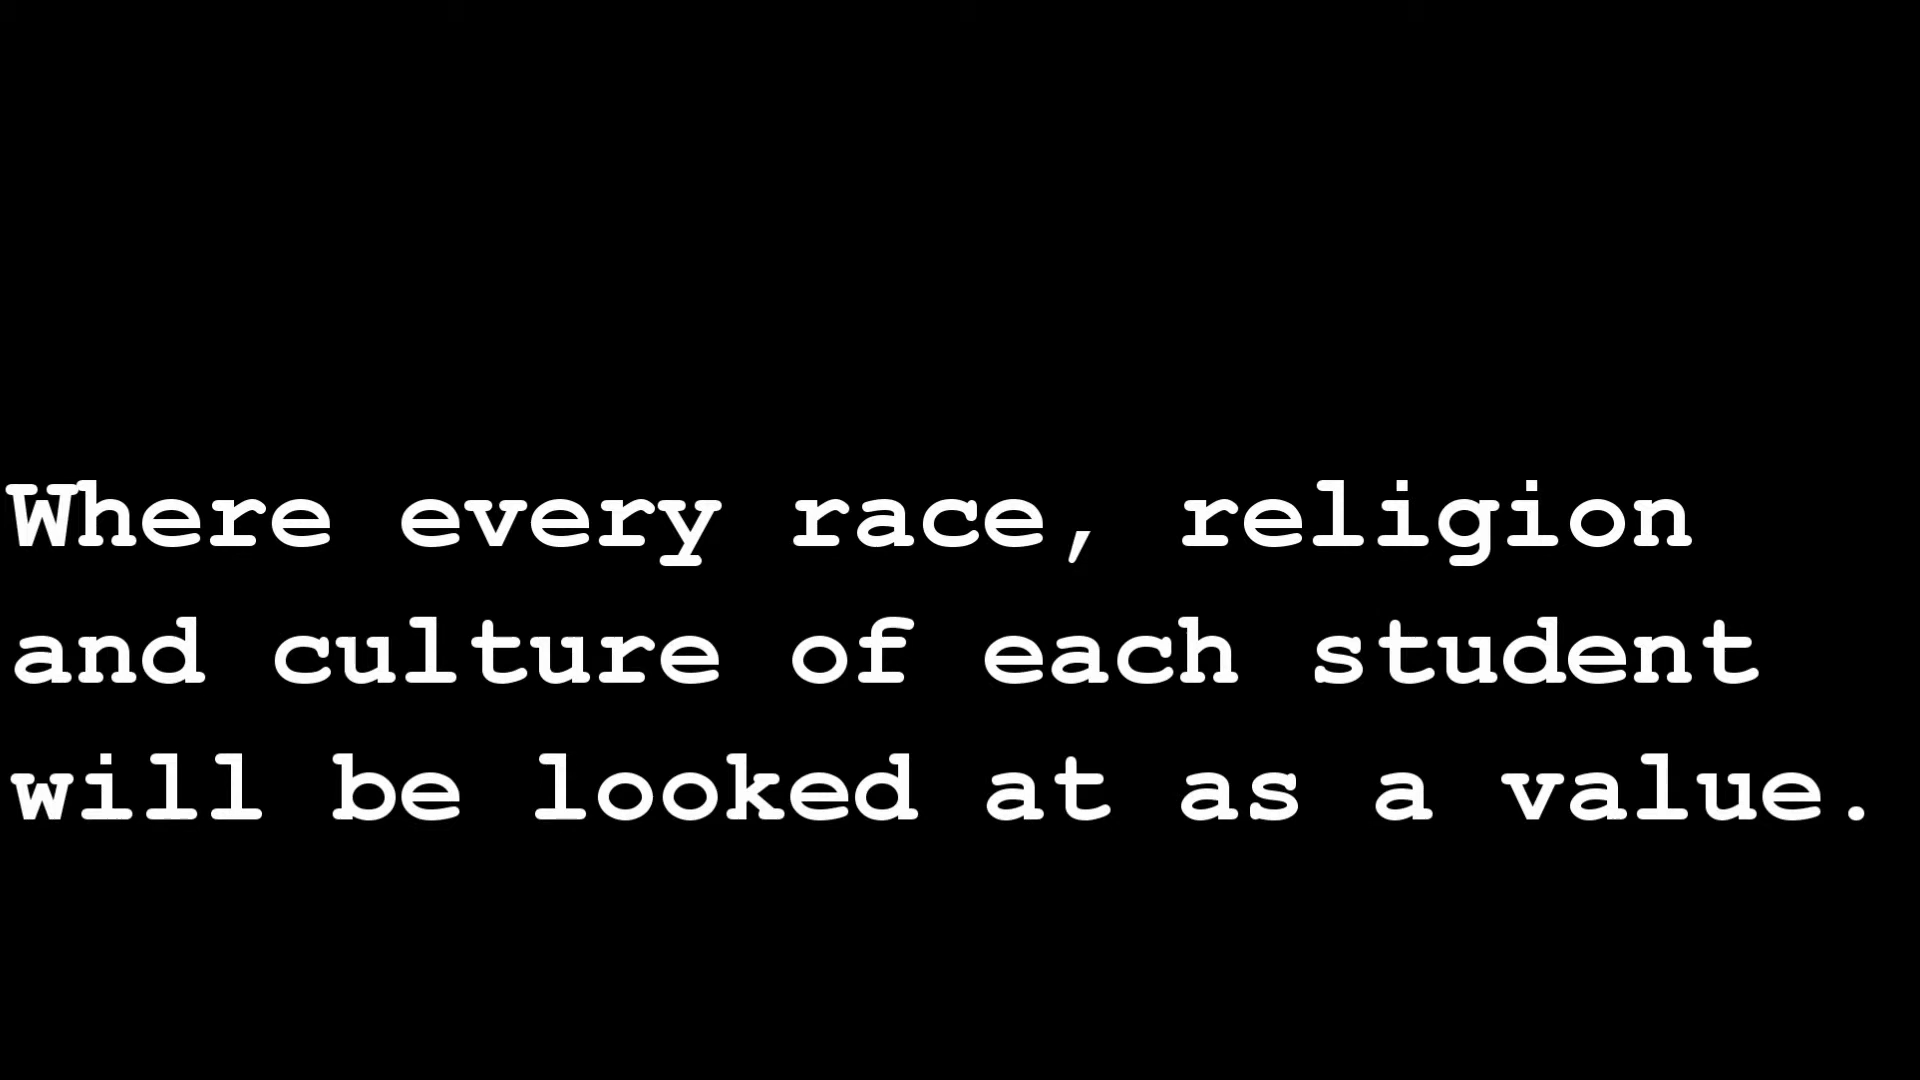 Where every race, religion
and culture of each student
will be looked at as a value.